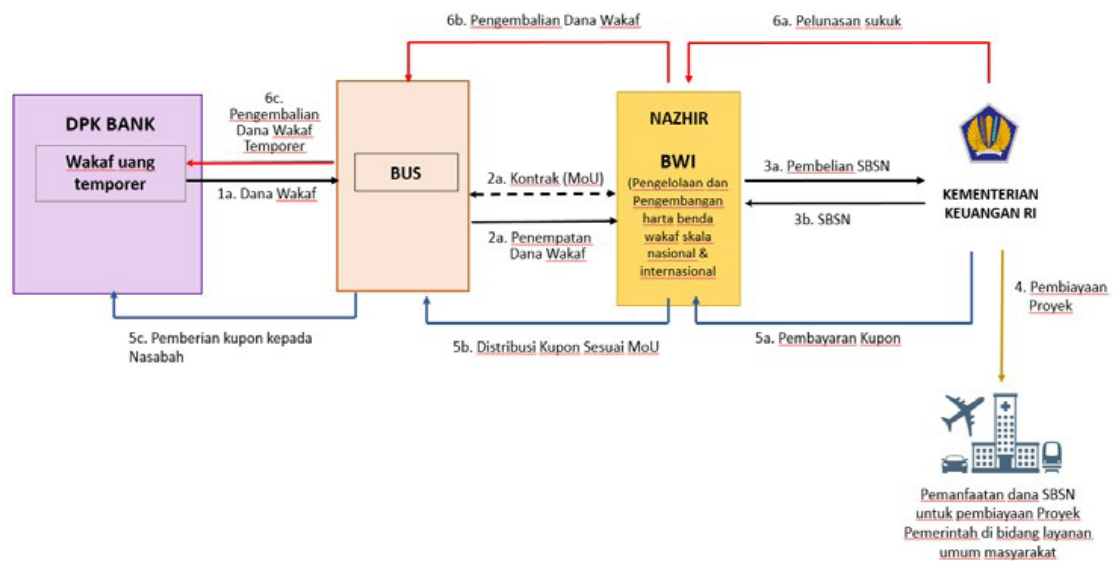 6b. Pengembalian Dana Wakaf
6a. Pelunasan sukuk
DPK BANK
Wakaf uang
temporer
6c.
Pengembalian
Dana Wakaf
Temporer
1a. Dana Wakaf
BUS
2a. Kontrak (MoU)
2a. Penempatan
Dana Wakaf
NAZHIR
BWI
(Pengelolaan dan
Pengembangan
harta benda
wakaf skala
nasional &
internasional
3a. Pembelian SBSN
3b. SBSN
KEMENTERIAN
KEUANGAN RI
4. Pembiayaan
Proyek
5c. Pemberian kupon kepada
Nasabah
5b. Distribusi Kupon Sesuai MoU
5a. Pembayaran Kupon
Pemanfaatan dana SBSN
untuk pembiayaan Proyek
Pemerintah di bidang layanan
umum masyarakat